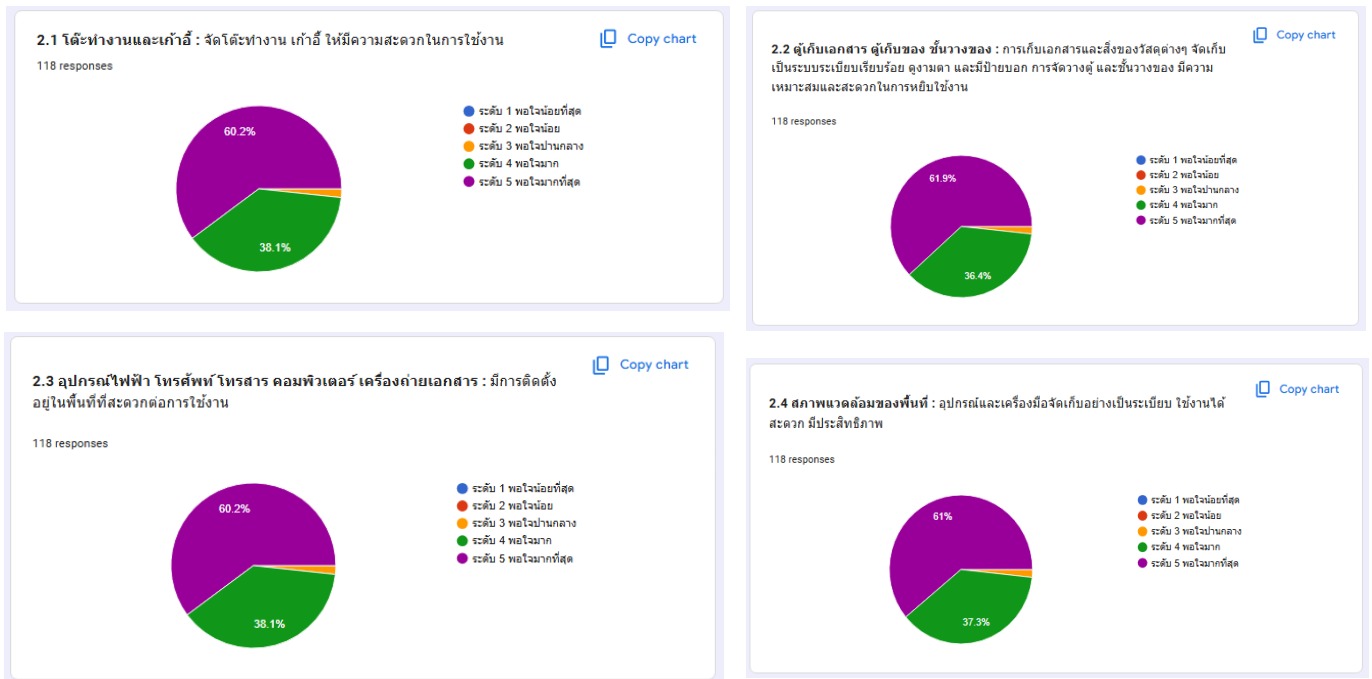 2.1 โต๊ะทำงานและเก้าอี้ : จัดโต๊ะทำงาน เก้าอี้ ให้มีความสะดวกในการใช้งาน
Copy chart
118 responses
60.2%
38.1%
ระดับ 1 พอใจน้อยที่สุด
ระดับ 2 พอใจน้อย
ระดับ 3 พอใจปานกลาง
ระดับ 4 พอใจมาก
ระดับ 5 พอใจมากที่สุด
Copy chart
2.2 ตู้เก็บเอกสาร ตู้เก็บของ ชั้นวางของ : การเก็บเอกสารและสิ่งของวัสดุต่างๆ จัดเก็บ
เป็นระบบระเบียบเรียบร้อย ดูงามตา และมีป้ายบอก การจัดวางตู้ และชั้นวางของ มีความ
เหมาะสมและสะดวกในการหยิบใช้งาน
118 responses
61.9%
36.4%
ระดับ 1 พอใจน้อยที่สุด
ระดับ 2 พอใจน้อย
ระดับ 3 พอใจปานกลาง
ระดับ 4 พอใจมาก
ระดับ 5 พอใจมากที่สุด
Copy chart
2.3 อุปกรณ์ไฟฟ้า โทรศัพท์ โทรสาร คอมพิวเตอร์ เครื่องถ่ายเอกสาร : มีการติดตั้ง
อยู่ในพื้นที่ที่สะดวกต่อการใช้งาน
118 responses
60.2%
38.1%
ระดับ 1 พอใจน้อยที่สุด
ระดับ 2 พอใจน้อย
ระดับ 3 พอใจปานกลาง
ระดับ 4 พอใจมาก
ระดับ 5 พอใจมากที่สุด
Copy chart
2.4 สภาพแวดล้อมของพื้นที่ : อุปกรณ์และเครื่องมือจัดเก็บอย่างเป็นระเบียบ ใช้งานได้
สะดวก มีประสิทธิภาพ
118 responses
61%
37.3%
ระดับ 1 พอใจน้อยที่สุด
ระดับ 2 พอใจน้อย
ระดับ 3 พอใจปานกลาง
ระดับ 4 พอใจมาก
ระดับ 5 พอใจมากที่สุด